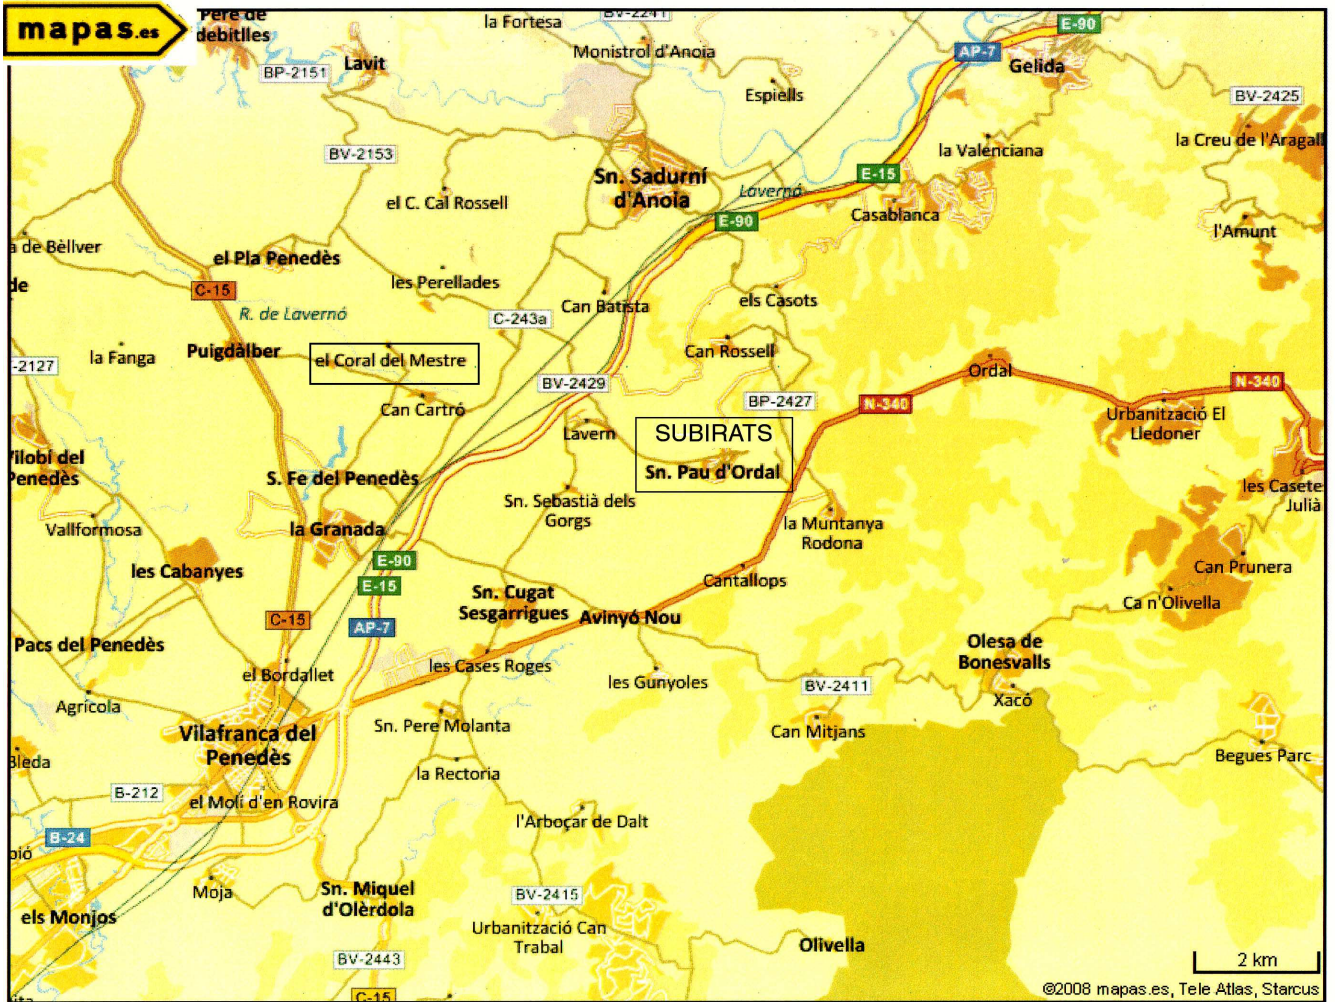 mapas.es
Pere de
debitlles
la Fortesa
BV-2241
E-90
Monistrol d'Anoia
AP-7
Gelida
BP-2151
Lavit
Espiells
BV-2425
la Creu de l'Aragall
BV-2153
la Valenciana
E-15
Sn. Sadurní
d'Anoia
Lavernó
el C. Cal Rossell
E-90
Casablanca
l'Amunt
a de Bèllver
el Pla Penedès
de
les Perellades
C-15
R. de Lavernó
Can Batista
els Casots
C-243a
la Fanga
Puigdàlber
el Coral del Mestre
Can Rossell
-2127
Ordal
BV-2429
N-340
Can Cartró
BP-2427
N-340
Urbanització El
Lledoner
Lavern
SUBIRATS
Sn. Pau d'Ordal
Vilobí del
Penedès
S. Fe del Penedès
les Casete
Julià
Sn. Sebastià dels
Gorgs
Vallformosa
la Granada
la Muntanya
Rodona
E-90
les Cabanyes
E-15
Can Prunera
Cantallops
Sn. Cugat
Sesgarrigues
Ca n'Olivella
C-15
AP-7
Avinyó Nou
Pacs del Penedès
Olesa de
Bonesvalls
el Bordallet
les Cases Roges
les Gunyoles
BV-2411
Xacó
Agrícola
Sn. Pere Molanta
Can Mitjans
Vilafranca del
Penedès
Begues Parc
Bleda
la Rectoria
B-212
el Molí d'en Rovira
l'Arboçar de Dalt
B-24
pió
Moja
Sn. Miquel
d'Olèrdola
BV-2415
els Monjos
Urbanització Can
Trabal
Olivella
BV-2443
2 km
C-15
ita
©2008 mapas.es, Tele Atlas, Starcus